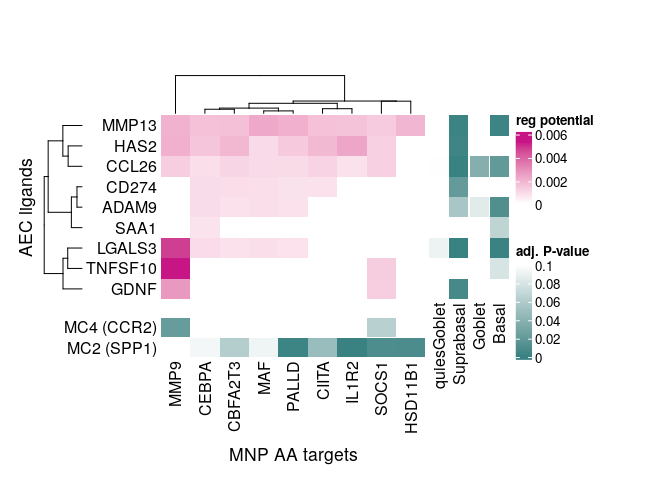 MMP13
HAS2
CCL26
CD274
ADAM9
SAA1
LGALS3
TNFSF10
GDNF
AEC ligands
MC4 (CCR2)
MC2 (SPP1)
MMP9
CEBPA
CBFA2T3
MAF
PALLD
CIITA
IL1R2
SOCS1
HSD11B1
MNP AA targets
qulesGoblet
Suprabasal
Goblet
Basal
reg potential
0.006
0.004
0.002
0
adj. P-value
0.1
0.08
0.06
0.04
0.02
0